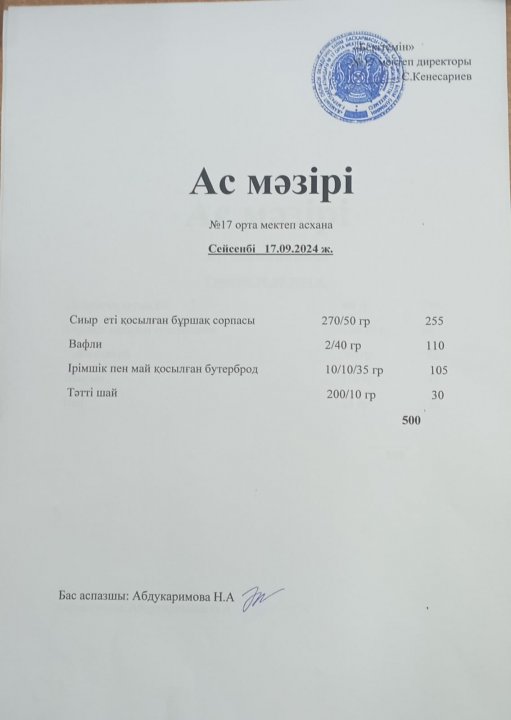 «Бекітемін»
№17 мектеп директоры
С.Кенесариев
Ас мәзірі
№17 орта мектеп асхана
Сейсенбі 17.09.2024 ж.
Сиыр еті қосылған бұршақ сорпасы 270/50 гр 255
Вафли 2/40 гр 110
Ірімшік пен май қосылған бутерброд 10/10/35 гр 105
Тәтті шай 200/10 гр 30
500
Бас аспазшы: Абдукаримова Н.А